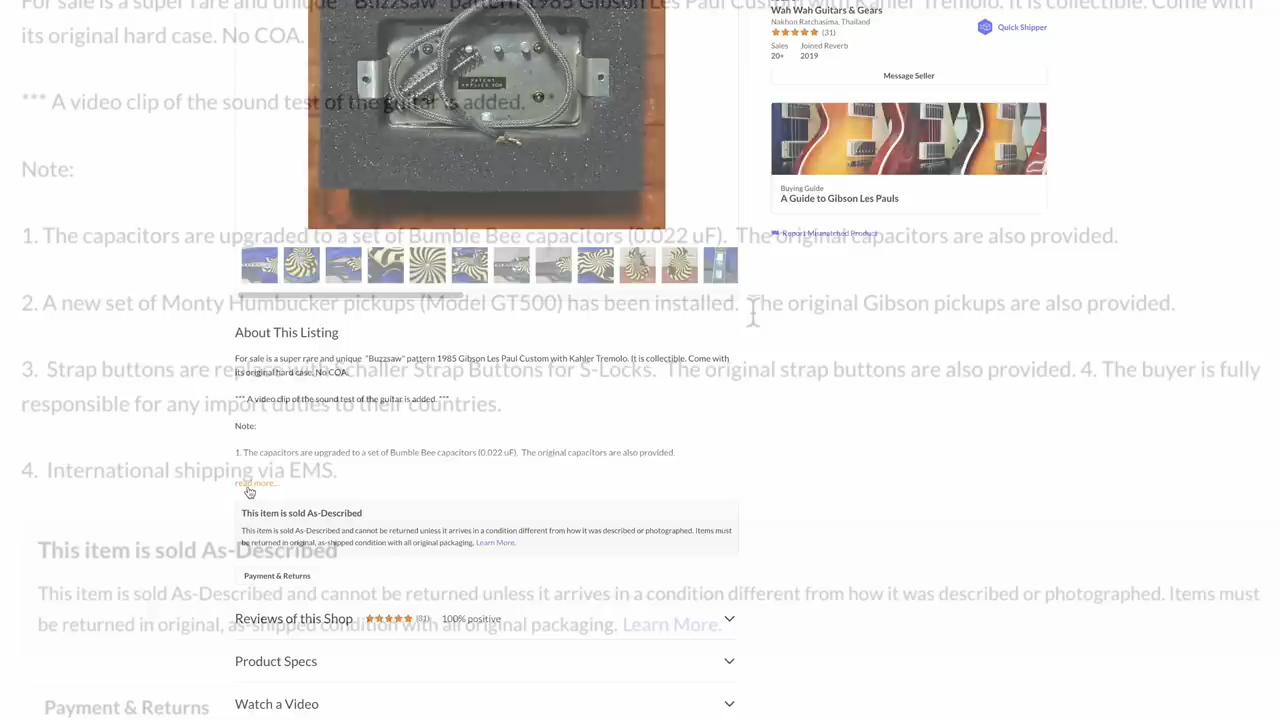 For sale is a super rare and unique "Buzzsaw" pattern 1985 Gibson Les Paul Custom with Kahler Tremolo. It is collectible. Come with
its original hard case. No COA.
*** A video clip of the sound test of the guitar is added.
Note:
1. The capacitors are upgraded to a set of Bumble Bee capacitors (0.022 uF). The original capacitors are also provided.
2. A new set of Monty Humbucker pickups (Model GT500) has been installed. The original Gibson pickups are also provided.
3. Strap buttons are replace with Schaller Strap Buttons for S-Locks. The original strap buttons are also provided. 4. The buyer is fully
responsible for any import duties to their countries.
4. International shipping via EMS.
This item is sold As-Described
This item is sold As-Described and cannot be returned unless it arrives in a condition different from how it was described or photographed. Items must
be returned in original, as-shipped condition with all original packaging. Learn More.
Payment & Returns
PATENT
APPLIED FOR
Wah Wah Guitars & Gears
Nakhon Ratchasima, Thailand
(31)
Quick Shipper
Sales Joined Reverb
20+ 2019
Message Seller
Buying Guide
A Guide to Gibson Les Pauls
Report Mismatched Product
About This Listing
For sale is a super rare and unique "Buzzsaw" pattern 1985 Gibson Les Paul Custom with Kahler Tremolo. It is collectible. Come with
its original hard case. No COA.
*** A video clip of the sound test of the guitar is added. ***
Note:
1. The capacitors are upgraded to a set of Bumble Bee capacitors (0.022 uF). The original capacitors are also provided.
read more...
This item is sold As-Described
This item is sold As-Described and cannot be returned unless it arrives in a condition different from how it was described or photographed. Items must
be returned in original, as-shipped condition with all original packaging. Learn More.
Payment & Returns
Reviews of this Shop (31) 100% positive
Product Specs
Watch a Video